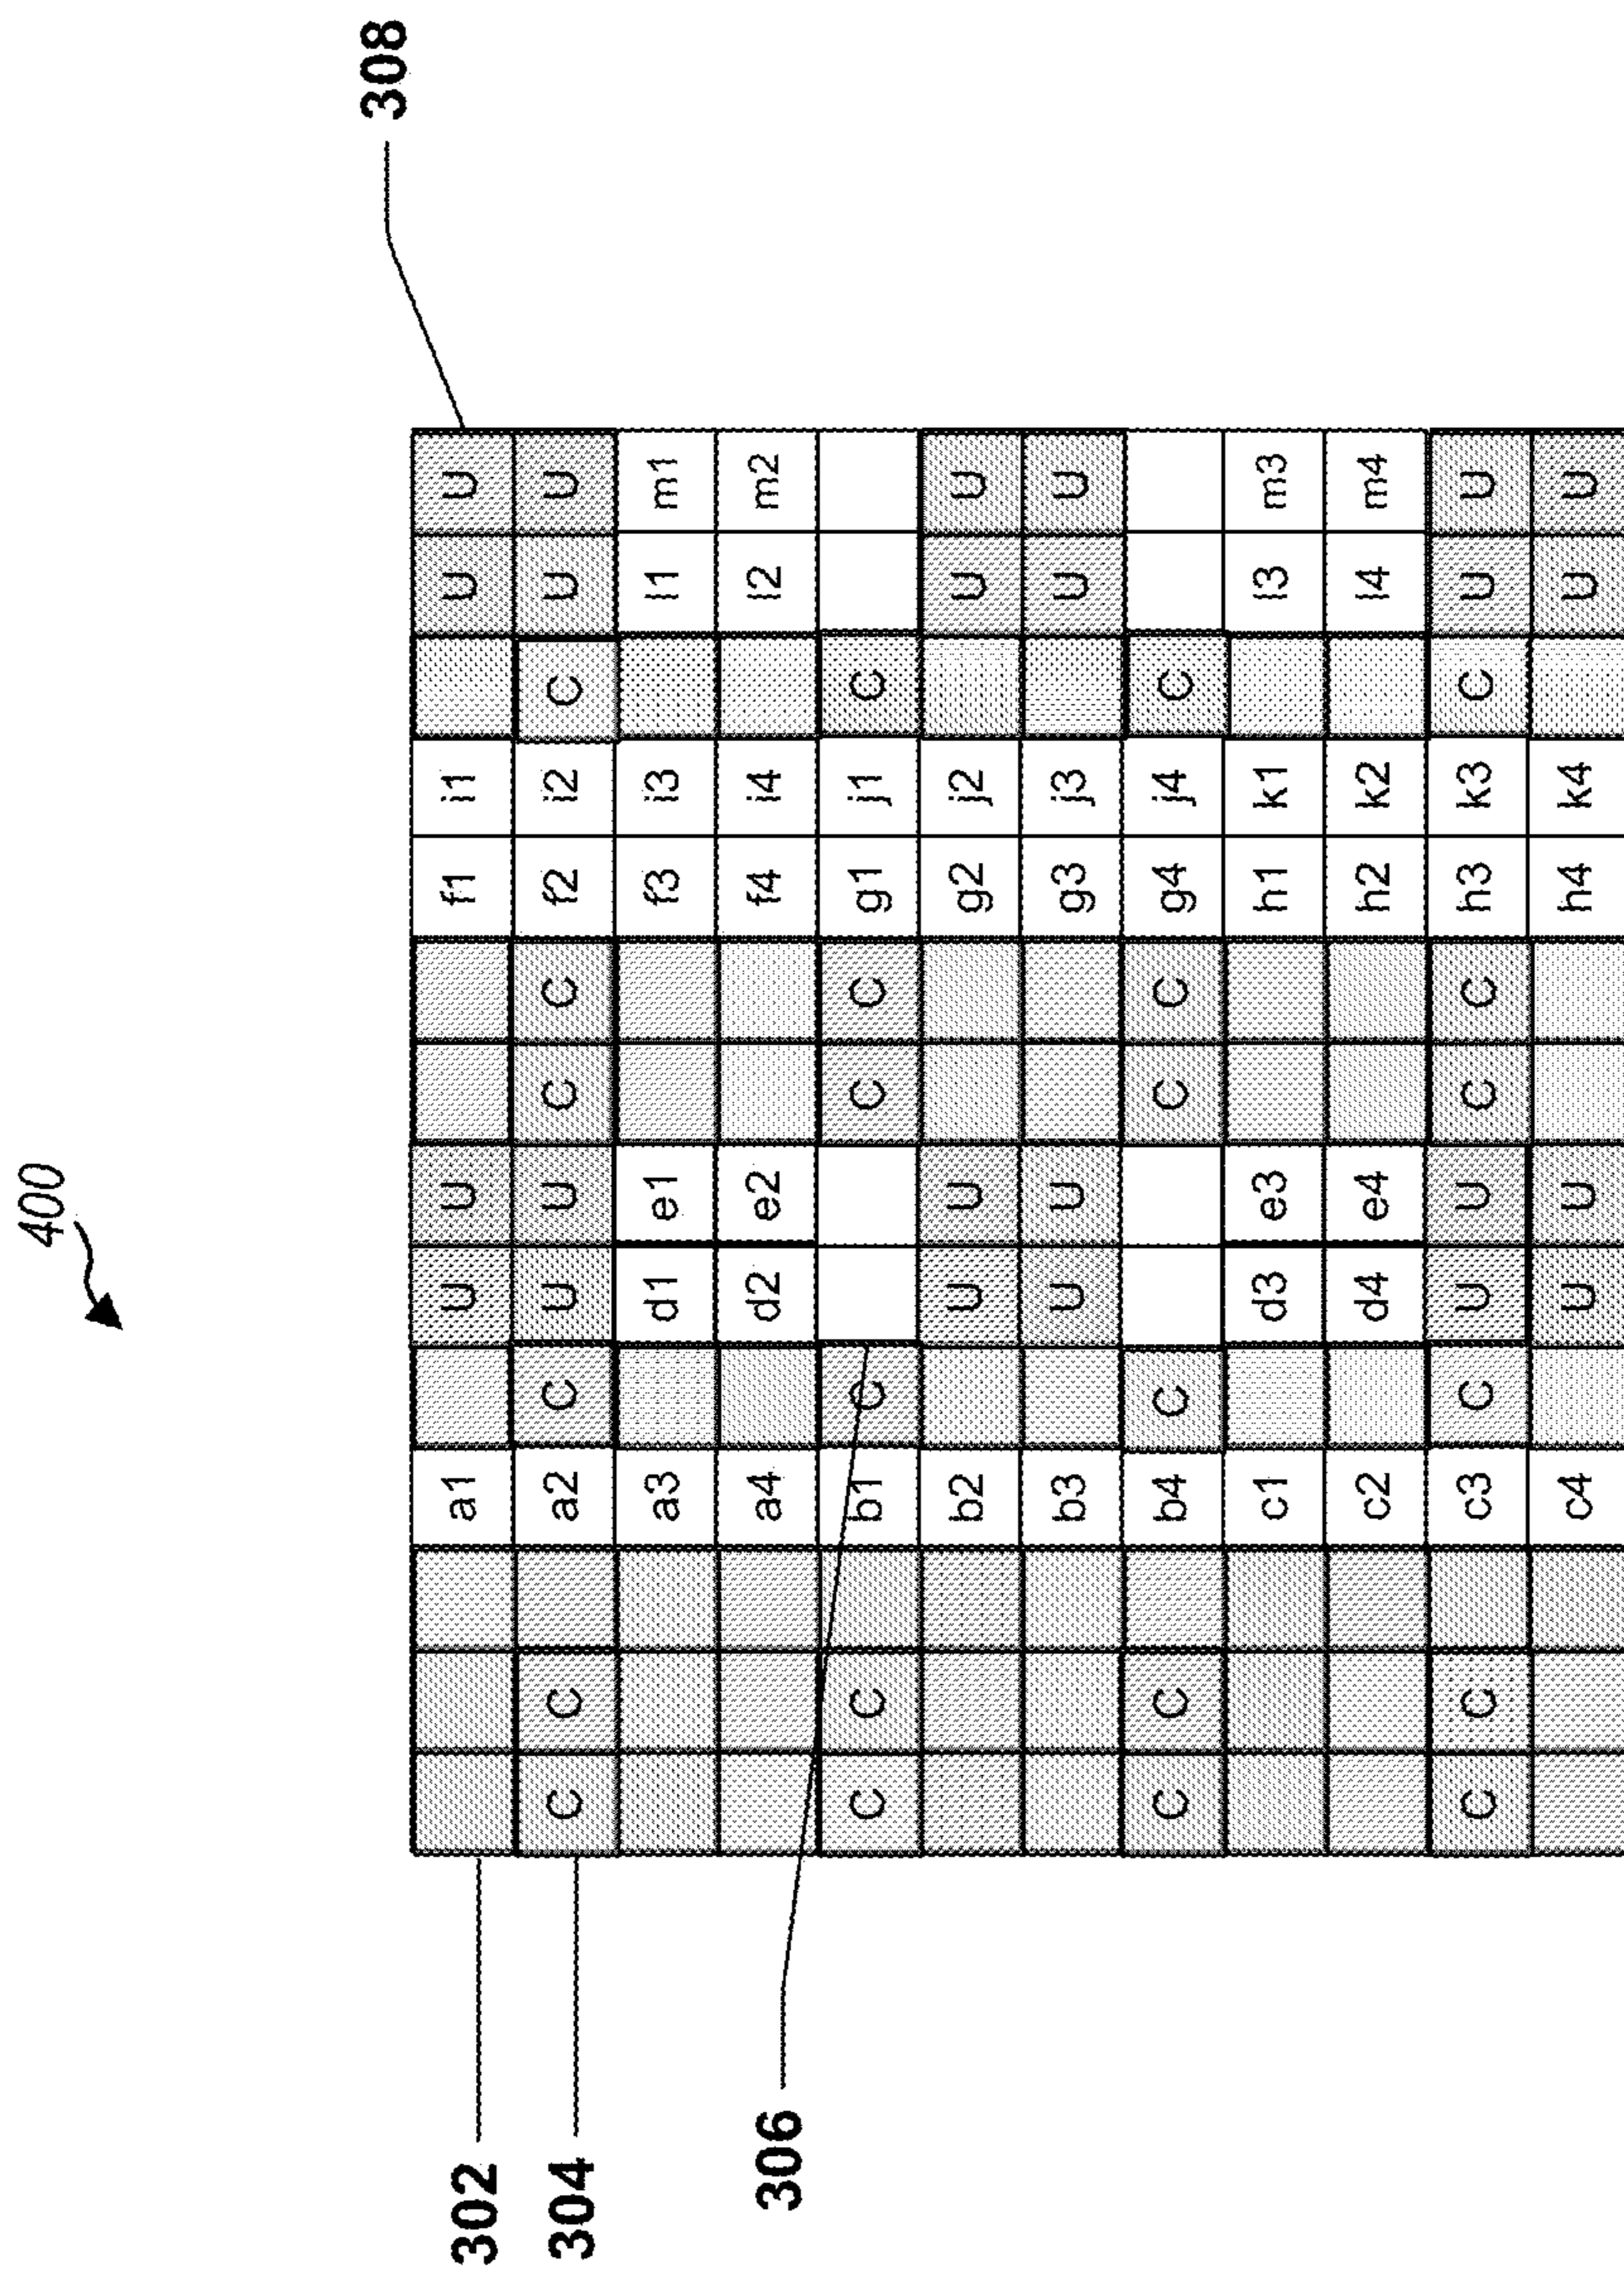 400
308
302 a1 U U f1 i1 U U
304 C C a2 C U U C C f2 i2 C U U
a3 d1 e1 f3 i3 l1 m1
a4 d2 e2 f4 i4 l2 m2
306
C C b1 C C C g1 j1 C
b2 U U g2 j2 U U
b3 U U g3 j3 U U
C C b4 C C C g4 j4 C
c1 d3 e3 h1 k1 l3 m3
c2 d4 e4 h2 k2 l4 m4
C C c3 C U U C C h3 k3 C U U
c4 U U h4 k4 U U